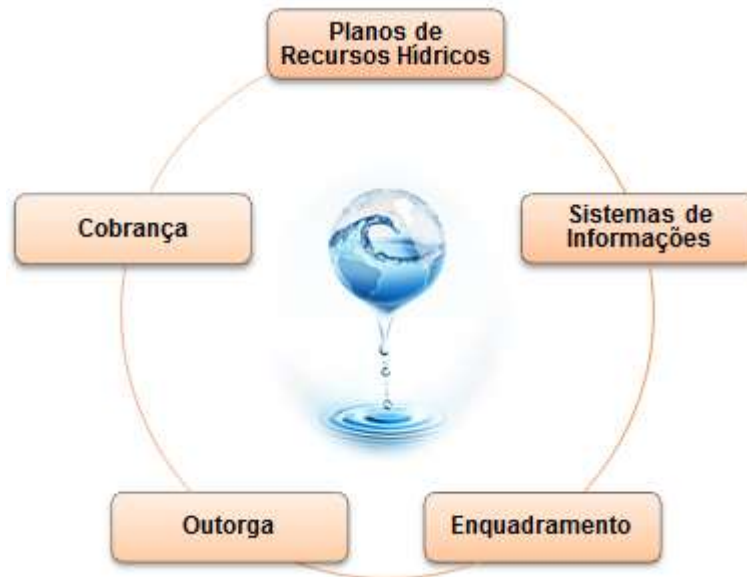 Planos de
Recursos Hídricos
Cobrança
Sistemas de
Informações
Outorga
Enquadramento